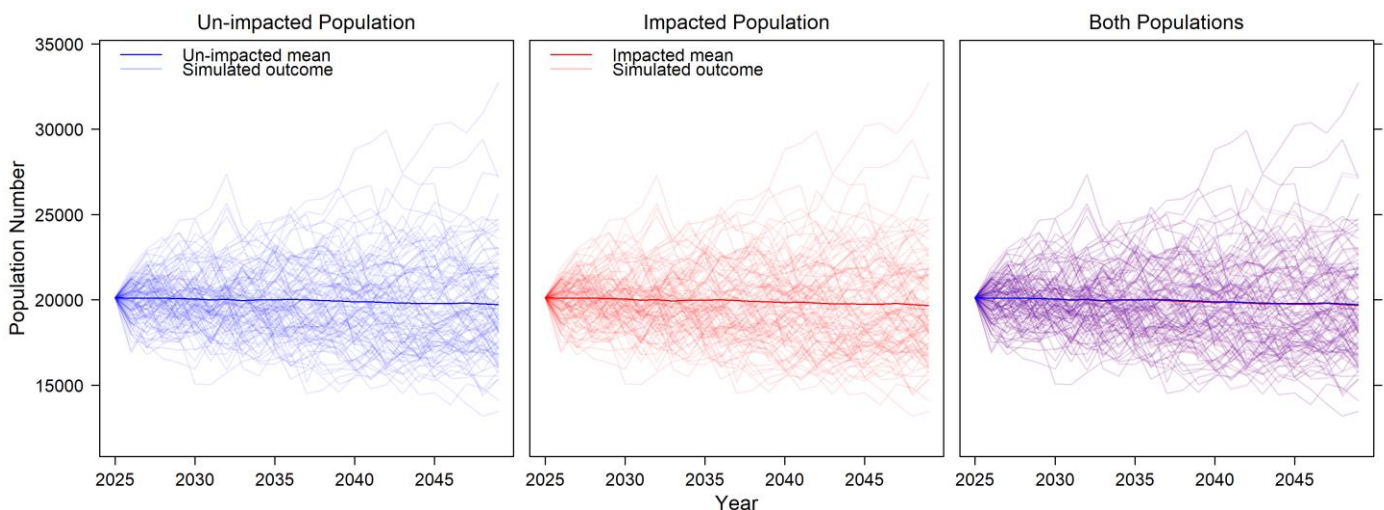 Un-impacted Population
Impacted Population
Both Populations
Population Number
35000
30000
25000
20000
15000
Un-impacted mean
Simulated outcome
Impacted mean
Simulated outcome
2025 2030 2035 2040 2045
2025 2030 2035 2040 2045
2025 2030 2035 2040 2045
Year